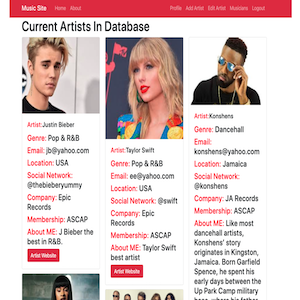 Music Site Home About Profile Add Artist Edit Artist Musicians Logout
Current Artists In Database
Artist:Justin Bieber
Genre: Pop & R&B
Email: jb@yahoo.com
Location: USA
Social Network:
@thebieberyummy
Company: Epic
Records
Membership: ASCAP
About ME: J Bieber the
best in R&B.
Artist Website
Artist:Taylor Swift
Genre: Pop & R&B
Email: ee@yahoo.com
Location: USA
Social Network: @swift
Company: Epic
Records
Membership: ASCAP
About ME: Taylor Swift
best artist
Artist Website
Artist:Konshens
Genre: Dancehall
Email:
konshens@yahoo.com
Location: Jamaica
Social Network:
@konshens
Company: JA Records
Membership: ASCAP
About ME: Like most
dancehall artists,
Konshens' story
originates in Kingston,
Jamaica. Born Garfield
Spence, he spent his
early days between the
Up Park Camp military
base, where his father